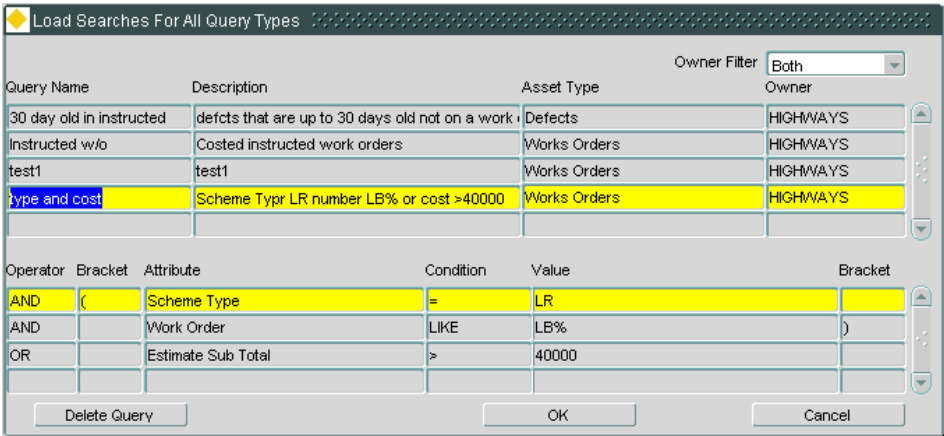 Load Searches For All Query Types
Owner Filter Both
Query Name Description Asset Type Owner
30 day old in instructed defcts that are up to 30 days old not on a work Defects HIGHWAYS
Instructed w/o Costed instructed work orders Works Orders HIGHWAYS
test1 test1 Works Orders HIGHWAYS
type and cost Scheme Typr LR number LB% or cost >40000 Works Orders HIGHWAYS
Operator Bracket Attribute Condition Value Bracket
AND ( Scheme Type = LR
AND Work Order LIKE LB% )
OR Estimate Sub Total > 40000
Delete Query OK Cancel